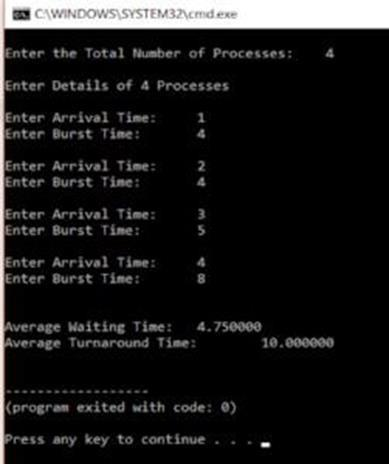 C:\WINDOWS\SYSTEM32\cmd.exe
Enter the Total Number of Processes: 4
Enter Details of 4 Processes
Enter Arrival Time: 1
Enter Burst Time: 4
Enter Arrival Time: 2
Enter Burst Time: 4
Enter Arrival Time: 3
Enter Burst Time: 5
Enter Arrival Time: 4
Enter Burst Time: 8
Average Waiting Time: 4.750000
Average Turnaround Time: 10.000000
------------------
(program exited with code: 0)
Press any key to continue . . .